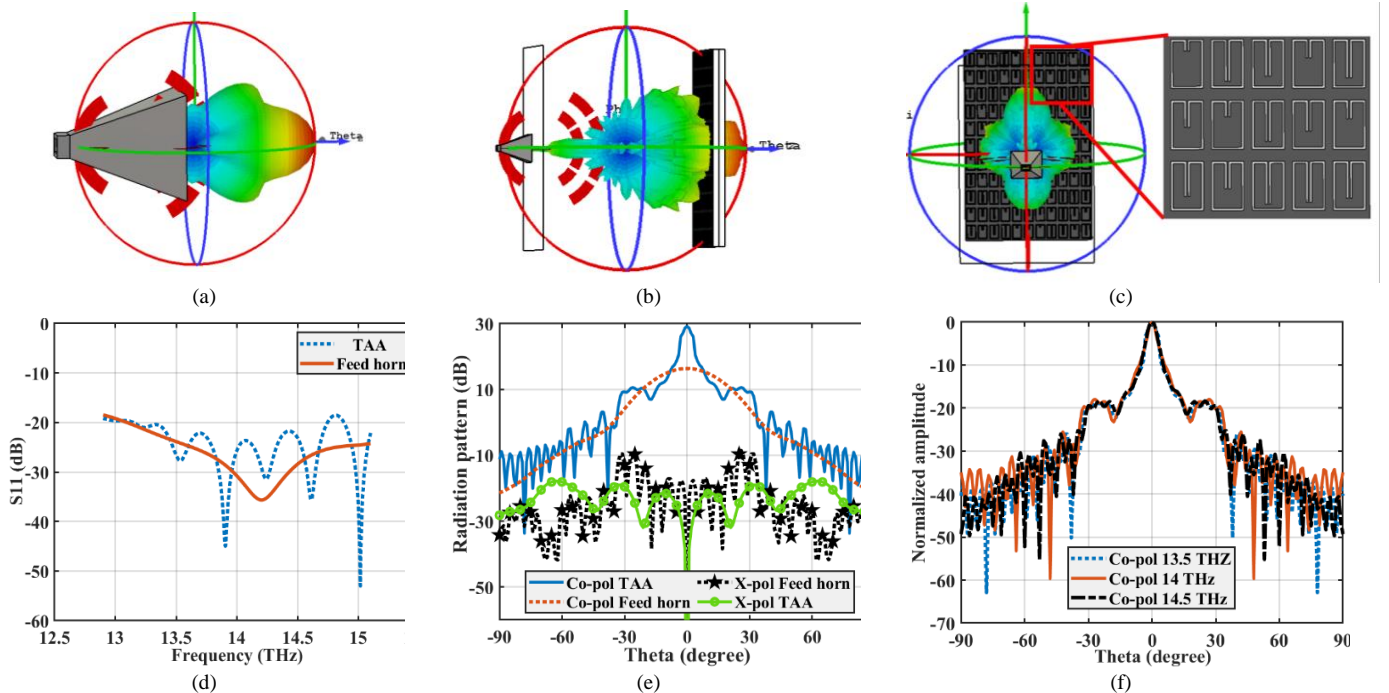 Theta
Ph
Theta
i
(a)
(b)
(c)
0
-10
-20
-30
-40
-50
-60
S11 (dB)
TAA
Feed horn
12.5 13 13.5 14 14.5 15
Frequency (THz)
(d)
30
10
-10
-30
-50
Radiation pattern (dB)
Co-pol TAA
Co-pol Feed horn
X-pol Feed horn
X-pol TAA
-90 -60 -30 0 30 60
Theta (degree)
(e)
0
-10
-20
-30
-40
-50
-60
-70
Normalized amplitude
Co-pol 13.5 THZ
Co-pol 14 THz
Co-pol 14.5 THz
-90 -60 -30 0 30 60 90
Theta (degree)
(f)